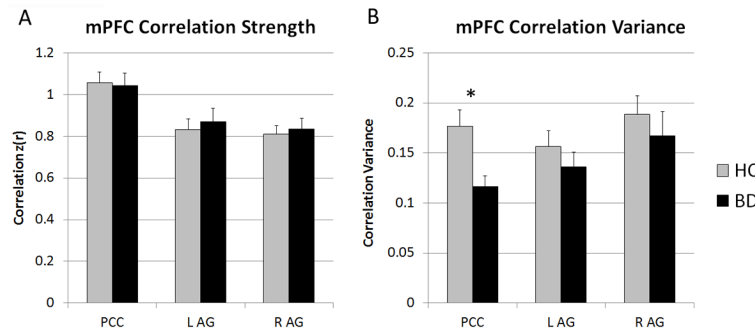 A
mPFC Correlation Strength
1.2
1
0.8
0.6
0.4
0.2
0
Correlation z(r)
PCC
L AG
R AG
B
mPFC Correlation Variance
0.25
0.2
0.15
0.1
0.05
0
Correlation Variance
*
PCC
L AG
R AG
HC
BD